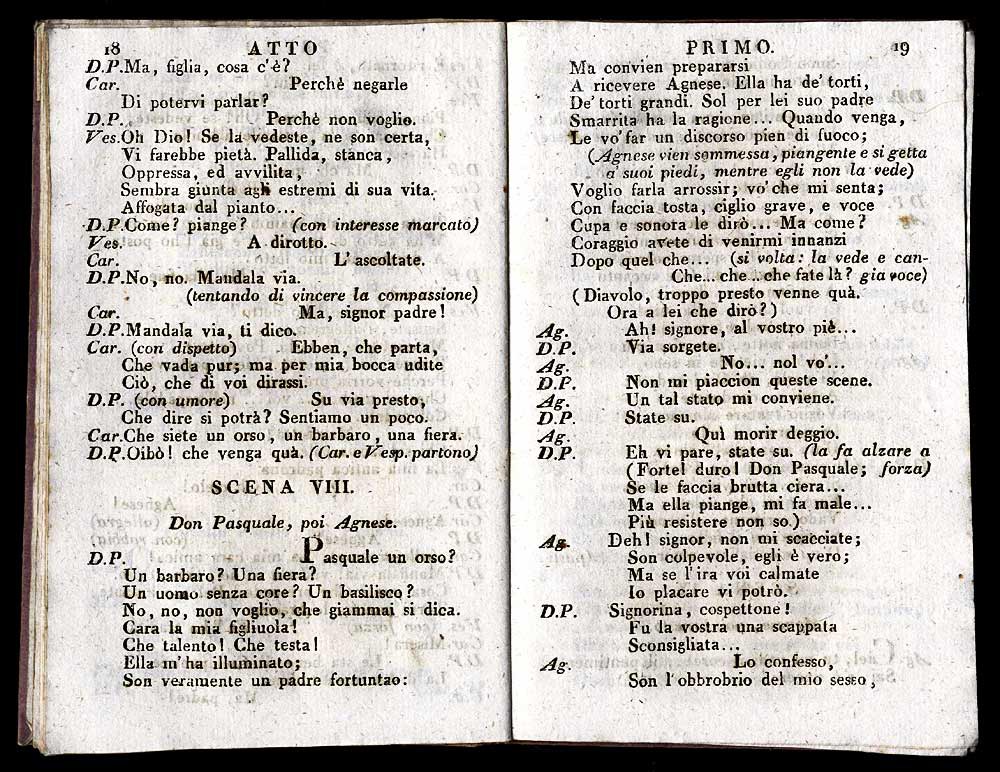 18 ATTO
D.P. Ma, figlia, cosa c'è?
Car. Perchè negarle
Di potervi parlar?
D.P. Perchè non voglio.
Ves. Oh Dio! Se la vedeste, ne son certa,
Vi farebbe pietà. Pallida, stanca,
Oppressa, ed avvilita,
Sembra giunta agli estremi di sua vita.
Affogata dal pianto...
D.P. Come? piange? (con interesse marcato)
Ves. A dirotto.
Car. L'ascoltate.
D.P. No, no. Mandala via.
(tentando di vincere la compassione)
Car. Ma, signor padre!
D.P. Mandala via, ti dico.
Car. (con dispetto) Ebben, che parta,
Che vada pur; ma per mia bocca udite
Ciò, che di voi dirassi.
D.P. (con umore) Su via presto,
Che dire si potrà? Sentiamo un poco.
Car. Che siete un orso, un barbaro, una fiera.
D.P. Oibò! che venga quà. (Car. e Vesp. partono)
SCENA VIII.
Don Pasquale, poi Agnese.
D.P. Pasquale un orso?
Un barbaro? Una fiera?
Un uomo senza core? Un basilisco?
No, no, non voglio, che giammai si dica.
Cara la mia figliuola!
Che talento! Che testa!
Ella m'ha illuminato;
Son veramente un padre fortuntao:
PRIMO. 19
Ma convien prepararsi
A ricevere Agnese. Ella ha de' torti,
De' torti grandi. Sol per lei suo padre
Smarrita ha la ragione... Quando venga,
Le vo' far un discorso pien di fuoco;
(Agnese vien sommessa, piangente e si getta
a' suoi piedi, mentre egli non la vede)
Voglio farla arrossir; vo' che mi senta;
Con faccia tosta, ciglio grave, e voce
Cupa e sonora le dirò... Ma come?
Coraggio avete di venirmi innanzi
Dopo quel che... (si volta: la vede e can-
Che... che... che fate là? gia voce)
(Diavolo, troppo presto venne quà.
Ora a lei che dirò?)
Ag. Ah! signore, al vostro piè...
D.P. Via sorgete.
Ag. No... nol vo'...
D.P. Non mi piaccion queste scene.
Ag. Un tal stato mi conviene.
D.P. State su.
Ag. Quì morir deggio.
D.P. Eh vi pare, state su. (la fa alzare a
(Forte! duro! Don Pasquale; forza)
Se le faccia brutta ciera...
Ma ella piange, mi fa male...
Più resistere non so.)
Ag. Deh! signor, non mi scacciate;
Son colpevole, egli è vero;
Ma se l'ira voi calmate
Io placare vi potrò.
D.P. Signorina, cospettone!
Fu la vostra una scappata
Sconsigliata...
Ag. Lo confesso,
Son l'obbrobrio del mio sesso,